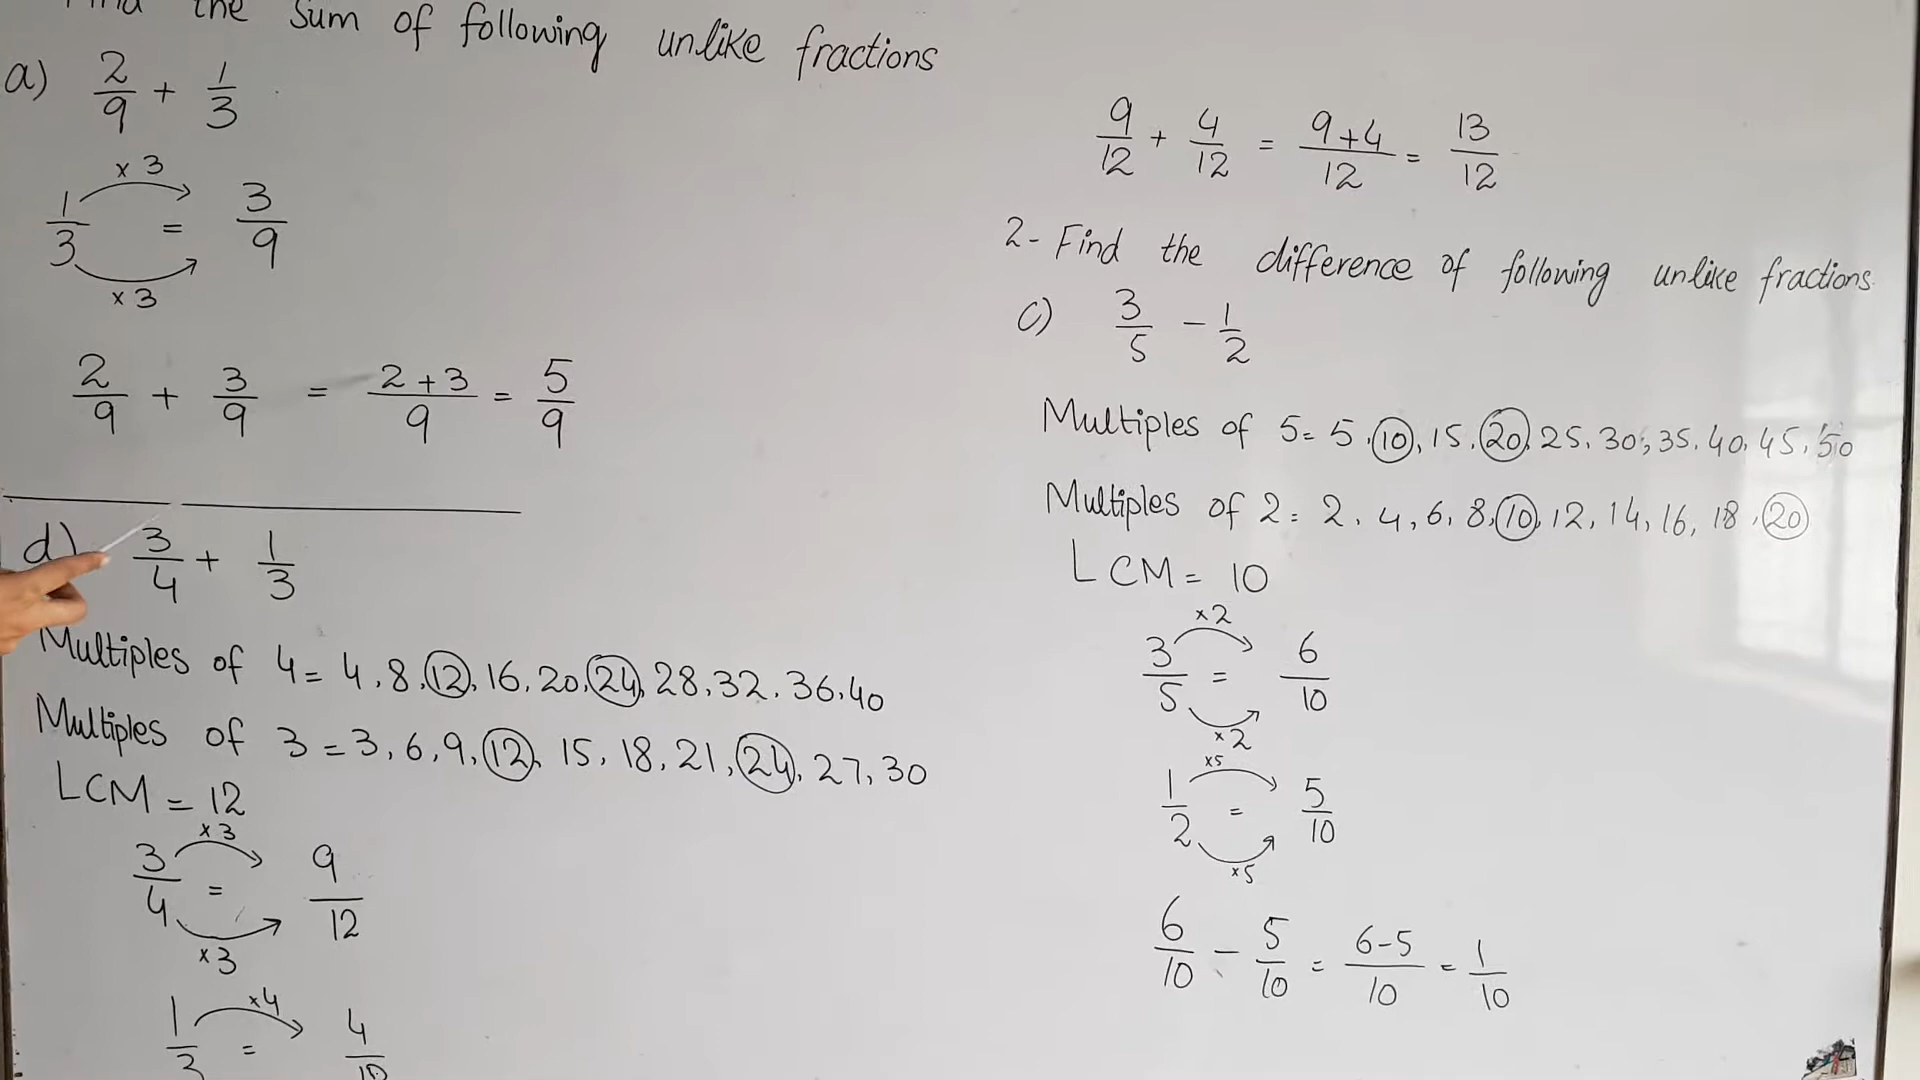 Find the Sum of following unlike fractions
a) 2/9 + 1/3
×3
1/3 = 3/9
×3
2/9 + 3/9 = 2+3/9 = 5/9
d) 3/4 + 1/3
Multiples of 4 = 4, 8, 12, 16, 20, 24, 28, 32, 36, 40
Multiples of 3 = 3, 6, 9, 12, 15, 18, 21, 24, 27, 30
LCM = 12
×3
3/4 = 9/12
×3
×4
1/3 = 4/12
9/12 + 4/12 = 9+4/12 = 13/12
2- Find the difference of following unlike fractions
c) 3/5 - 1/2
Multiples of 5 = 5, 10, 15, 20, 25, 30, 35, 40, 45, 50
Multiples of 2 = 2, 4, 6, 8, 10, 12, 14, 16, 18, 20
LCM = 10
×2
3/5 = 6/10
×2
×5
1/2 = 5/10
×5
6/10 - 5/10 = 6-5/10 = 1/10